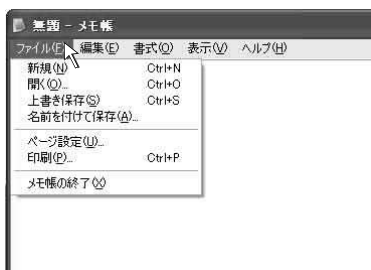 無題 - メモ帳
ファイル(F) 編集(E) 書式(O) 表示(V) ヘルプ(H)
新規(N) Ctrl+N
開く(O)... Ctrl+O
上書き保存(S) Ctrl+S
名前を付けて保存(A)...
ページ設定(U)...
印刷(P)... Ctrl+P
メモ帳の終了(X)